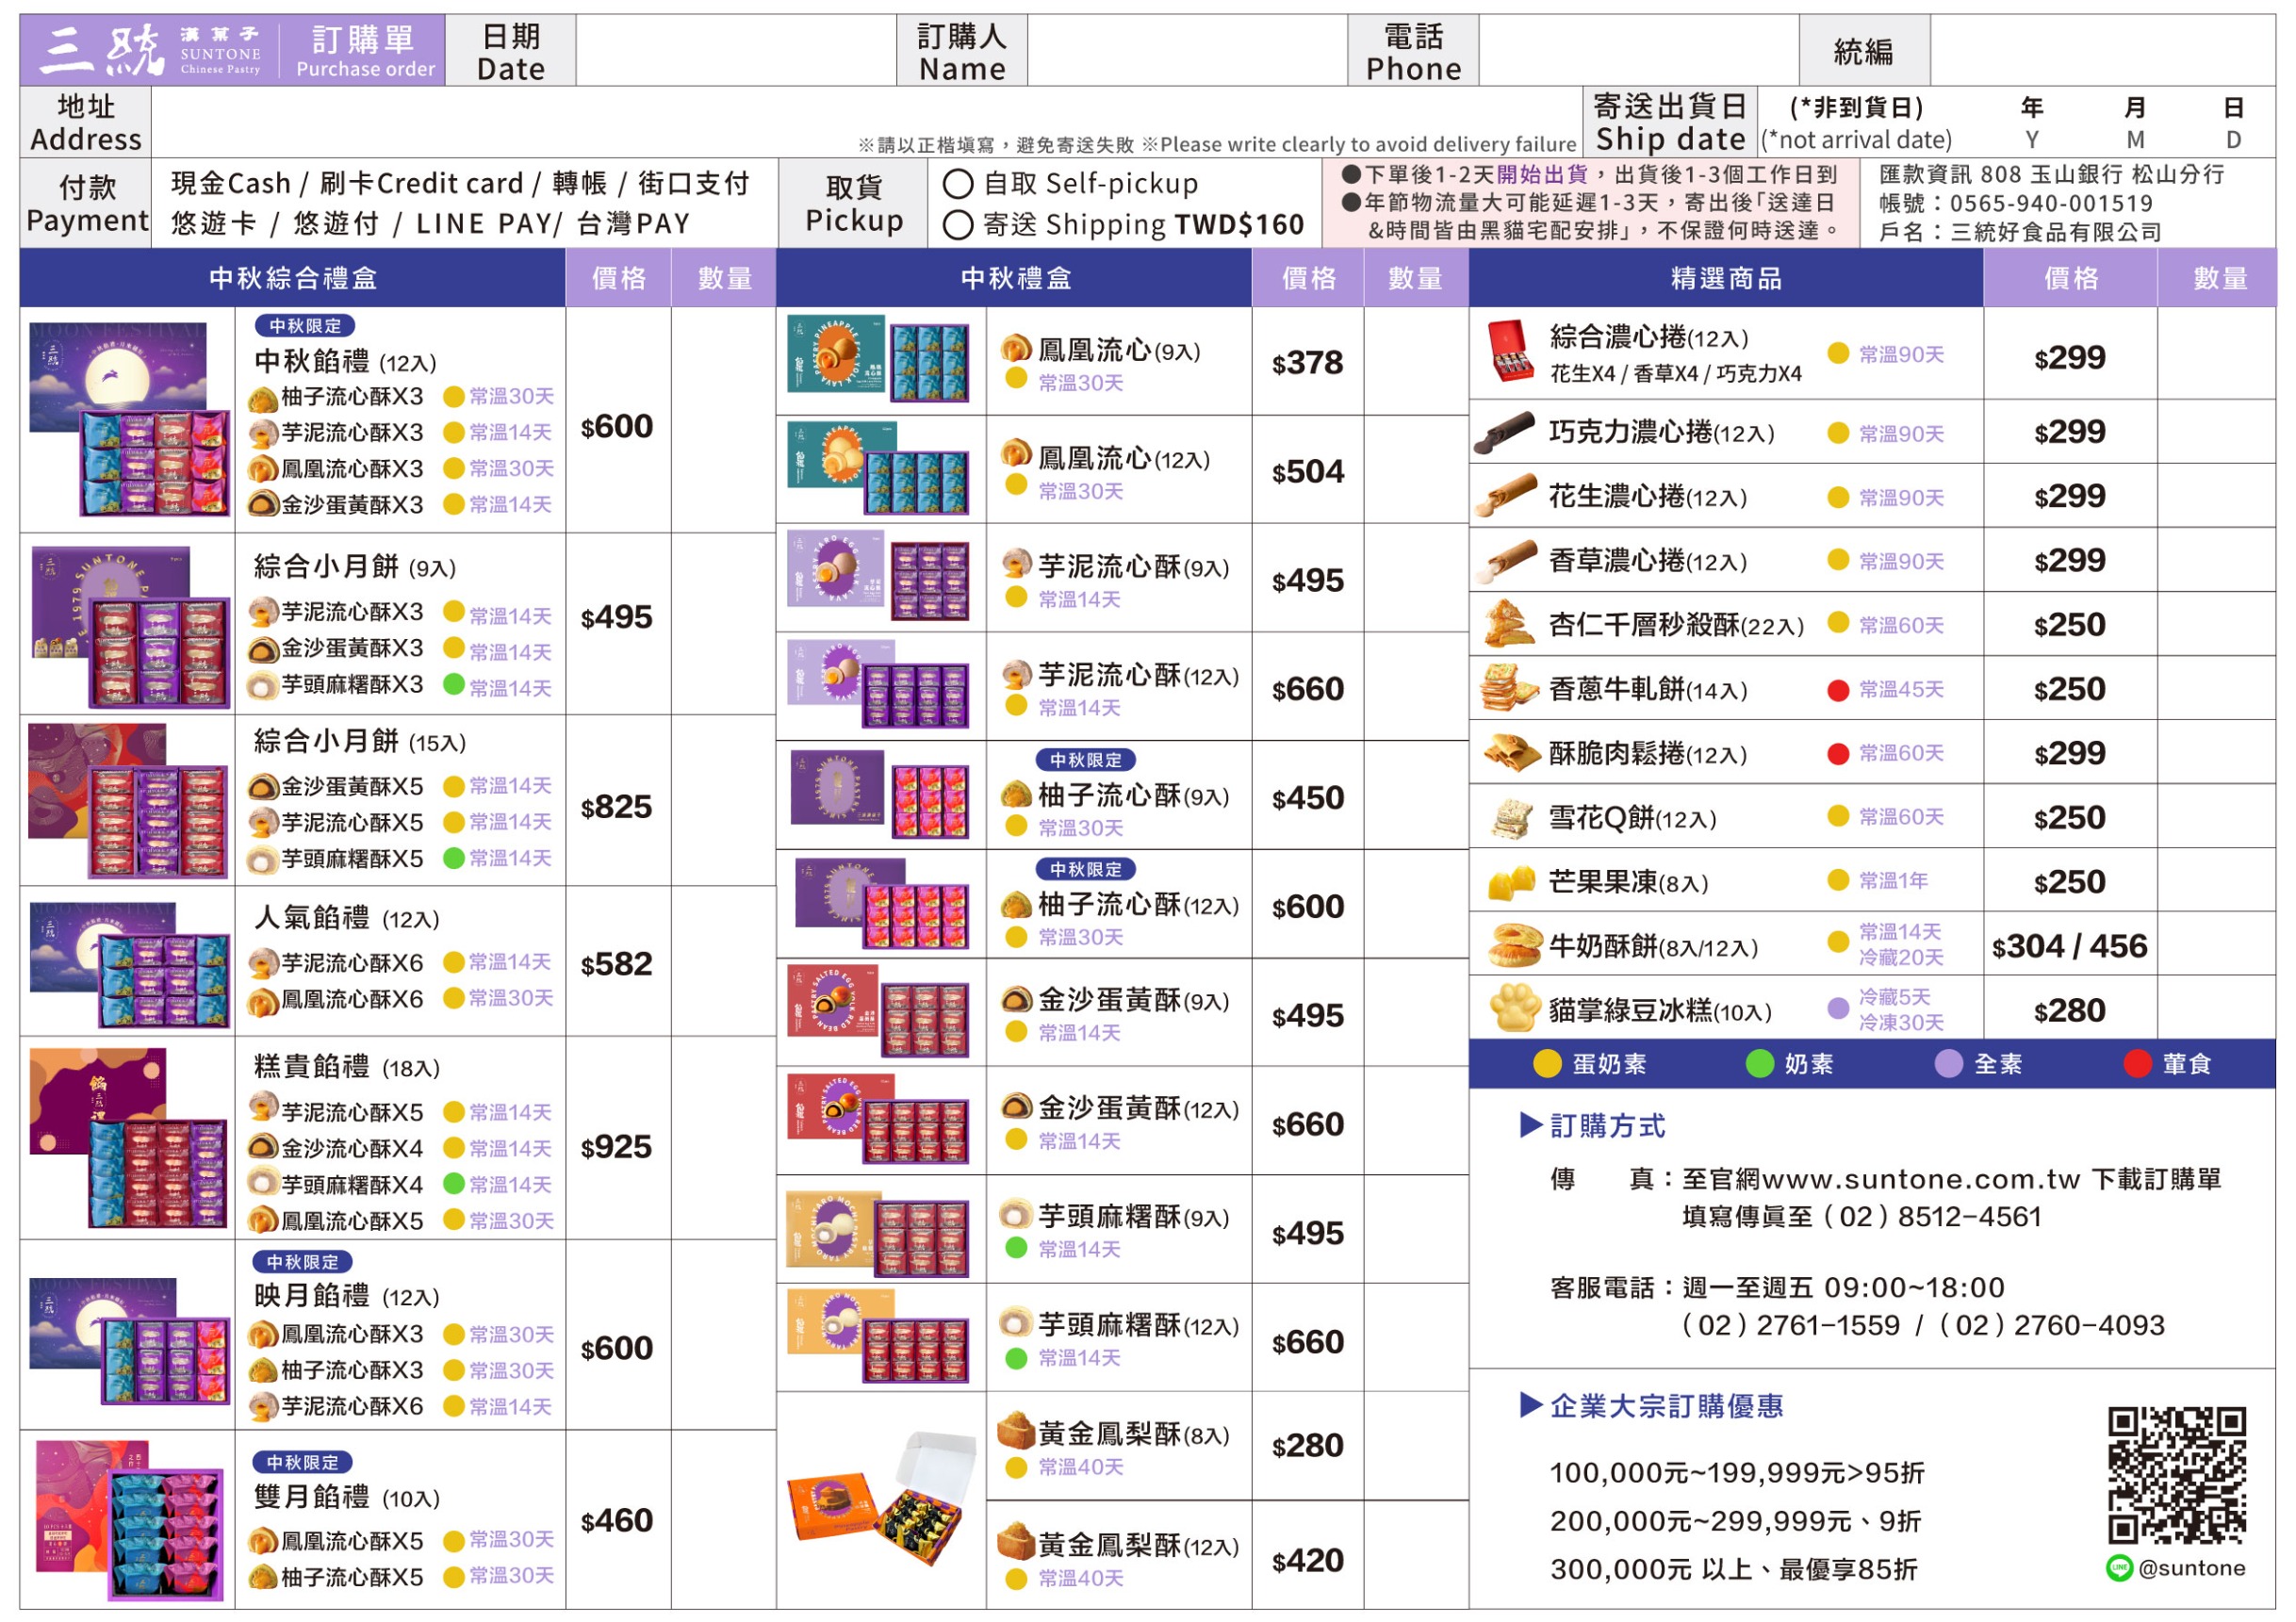 三統 漢菓子 SUNTONE Chinese Pastry
訂購單 Purchase order
日期 Date
訂購人 Name
電話 Phone
統編
地址 Address
※請以正楷填寫，避免寄送失敗 ※Please write clearly to avoid delivery failure
寄送出貨日 (*非到貨日) 年 月 日
Ship date (*not arrival date) Y M D
付款 Payment
現金Cash / 刷卡Credit card / 轉帳 / 街口支付
悠遊卡 / 悠遊付 / LINE PAY/ 台灣PAY
取貨 Pickup
自取 Self-pickup
寄送 Shipping TWD$160
●下單後1-2天開始出貨，出貨後1-3個工作日到
●年節物流量大可能延遲1-3天，寄出後「送達日
&時間皆由黑貓宅配安排」，不保證何時送達。
匯款資訊 808 玉山銀行 松山分行
帳號：0565-940-001519
戶名：三統好食品有限公司
中秋綜合禮盒 價格 數量
中秋限定
中秋餡禮 (12入)
柚子流心酥X3 常溫30天
芋泥流心酥X3 常溫14天
鳳凰流心酥X3 常溫30天
金沙蛋黃酥X3 常溫14天
$600
綜合小月餅 (9入)
芋泥流心酥X3 常溫14天
金沙蛋黃酥X3 常溫14天
芋頭麻糬酥X3 常溫14天
$495
綜合小月餅 (15入)
金沙蛋黃酥X5 常溫14天
芋泥流心酥X5 常溫14天
芋頭麻糬酥X5 常溫14天
$825
人氣餡禮 (12入)
芋泥流心酥X6 常溫14天
鳳凰流心酥X6 常溫30天
$582
糕貴餡禮 (18入)
芋泥流心酥X5 常溫14天
金沙流心酥X4 常溫14天
芋頭麻糬酥X4 常溫14天
鳳凰流心酥X5 常溫30天
$925
中秋限定
映月餡禮 (12入)
鳳凰流心酥X3 常溫30天
柚子流心酥X3 常溫30天
芋泥流心酥X6 常溫14天
$600
中秋限定
雙月餡禮 (10入)
鳳凰流心酥X5 常溫30天
柚子流心酥X5 常溫30天
$460
中秋禮盒 價格 數量
鳳凰流心(9入)
常溫30天
$378
鳳凰流心(12入)
常溫30天
$504
芋泥流心酥(9入)
常溫14天
$495
芋泥流心酥(12入)
常溫14天
$660
中秋限定
柚子流心酥(9入)
常溫30天
$450
中秋限定
柚子流心酥(12入)
常溫30天
$600
金沙蛋黃酥(9入)
常溫14天
$495
金沙蛋黃酥(12入)
常溫14天
$660
芋頭麻糬酥(9入)
常溫14天
$495
芋頭麻糬酥(12入)
常溫14天
$660
黃金鳳梨酥(8入)
常溫40天
$280
黃金鳳梨酥(12入)
常溫40天
$420
精選商品 價格 數量
綜合濃心捲(12入)
花生X4 / 香草X4 / 巧克力X4
常溫90天
$299
巧克力濃心捲(12入) 常溫90天 $299
花生濃心捲(12入) 常溫90天 $299
香草濃心捲(12入) 常溫90天 $299
杏仁千層秒殺酥(22入) 常溫60天 $250
香蔥牛軋餅(14入) 常溫45天 $250
酥脆肉鬆捲(12入) 常溫60天 $299
雪花Q餅(12入) 常溫60天 $250
芒果果凍(8入) 常溫1年 $250
牛奶酥餅(8入/12入) 常溫14天 冷藏20天 $304 / 456
貓掌綠豆冰糕(10入) 冷藏5天 冷凍30天 $280
蛋奶素 奶素 全素 葷食
▶訂購方式
傳 真：至官網www.suntone.com.tw 下載訂購單
填寫傳真至（02）8512-4561
客服電話：週一至週五 09:00~18:00
（02）2761-1559 /（02）2760-4093
▶企業大宗訂購優惠
100,000元~199,999元>95折
200,000元~299,999元、9折
300,000元 以上、最優享85折
LINE @suntone